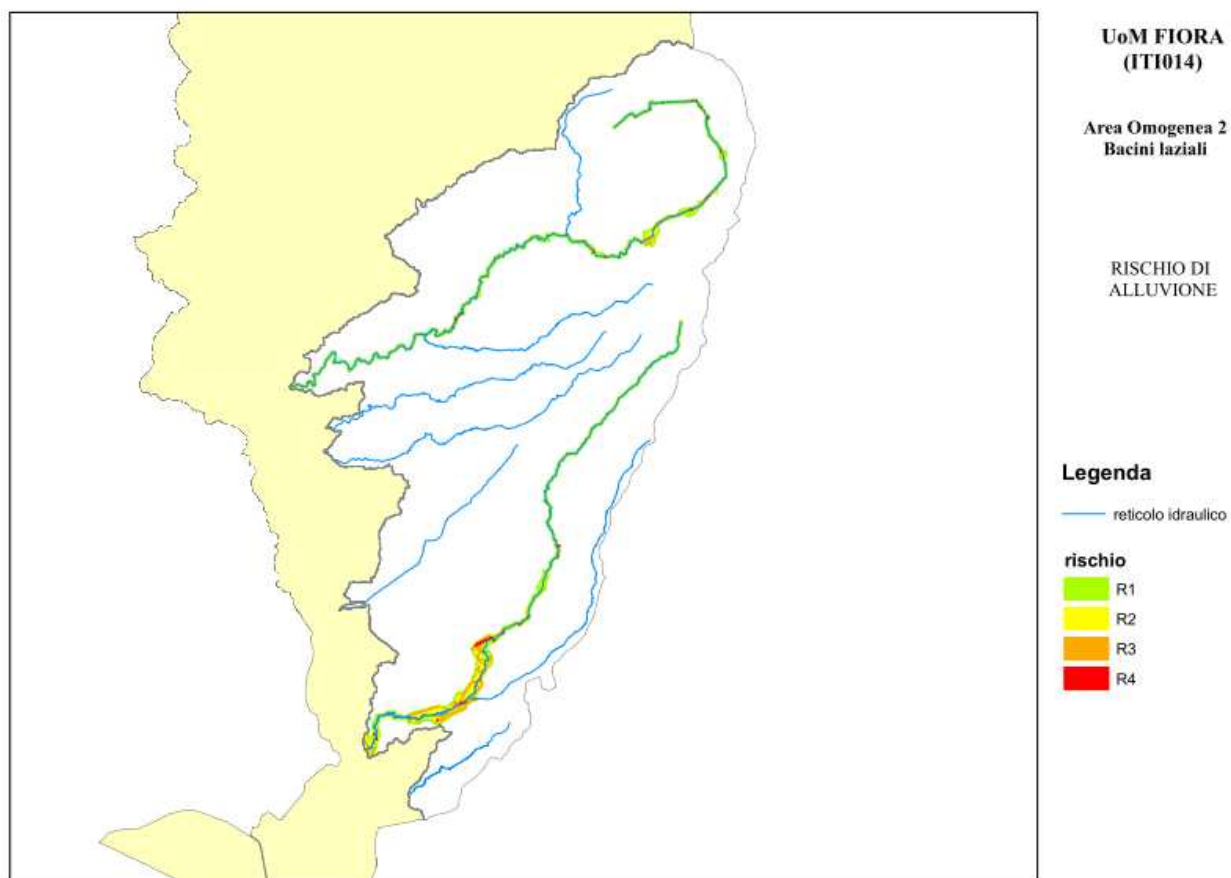 UoM FIORA
(ITI014)
Area Omogenea 2
Bacini laziali
RISCHIO DI
ALLUVIONE
Legenda
reticolo idraulico
rischio
R1
R2
R3
R4